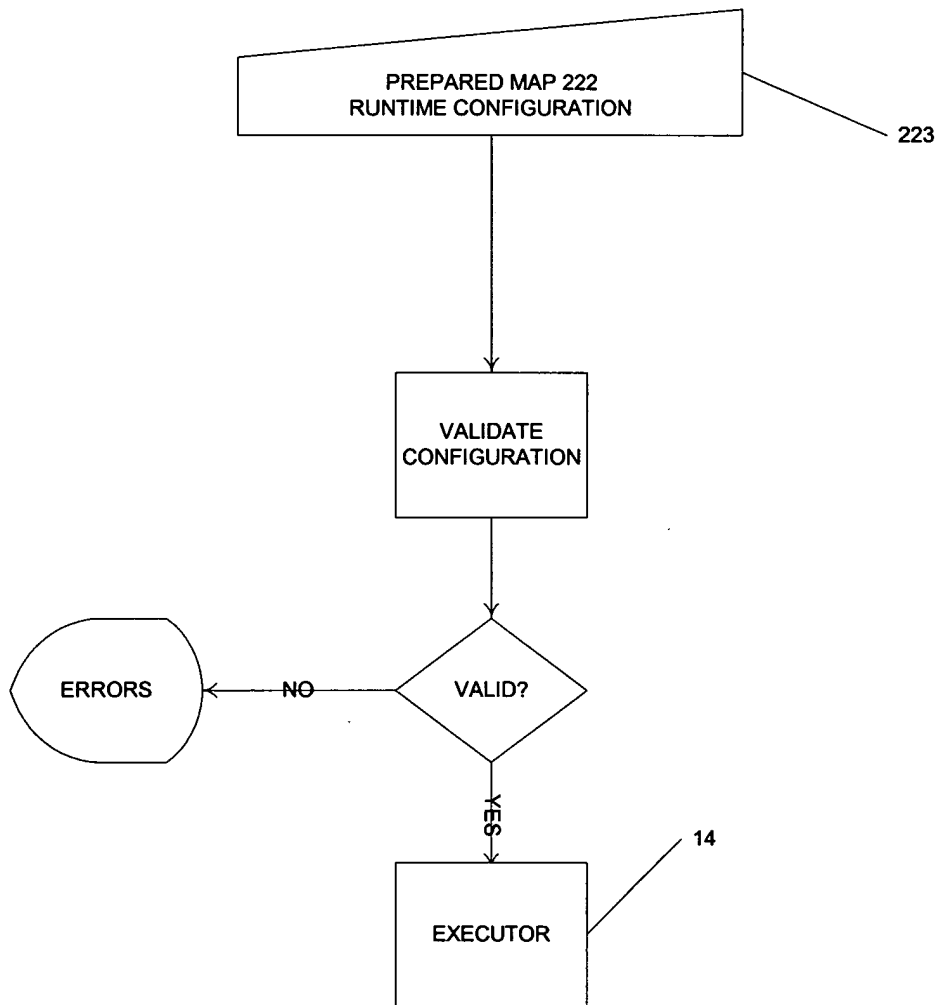 PREPARED MAP 222
RUNTIME CONFIGURATION
223
VALIDATE
CONFIGURATION
ERRORS
NO
VALID?
YES
14
EXECUTOR